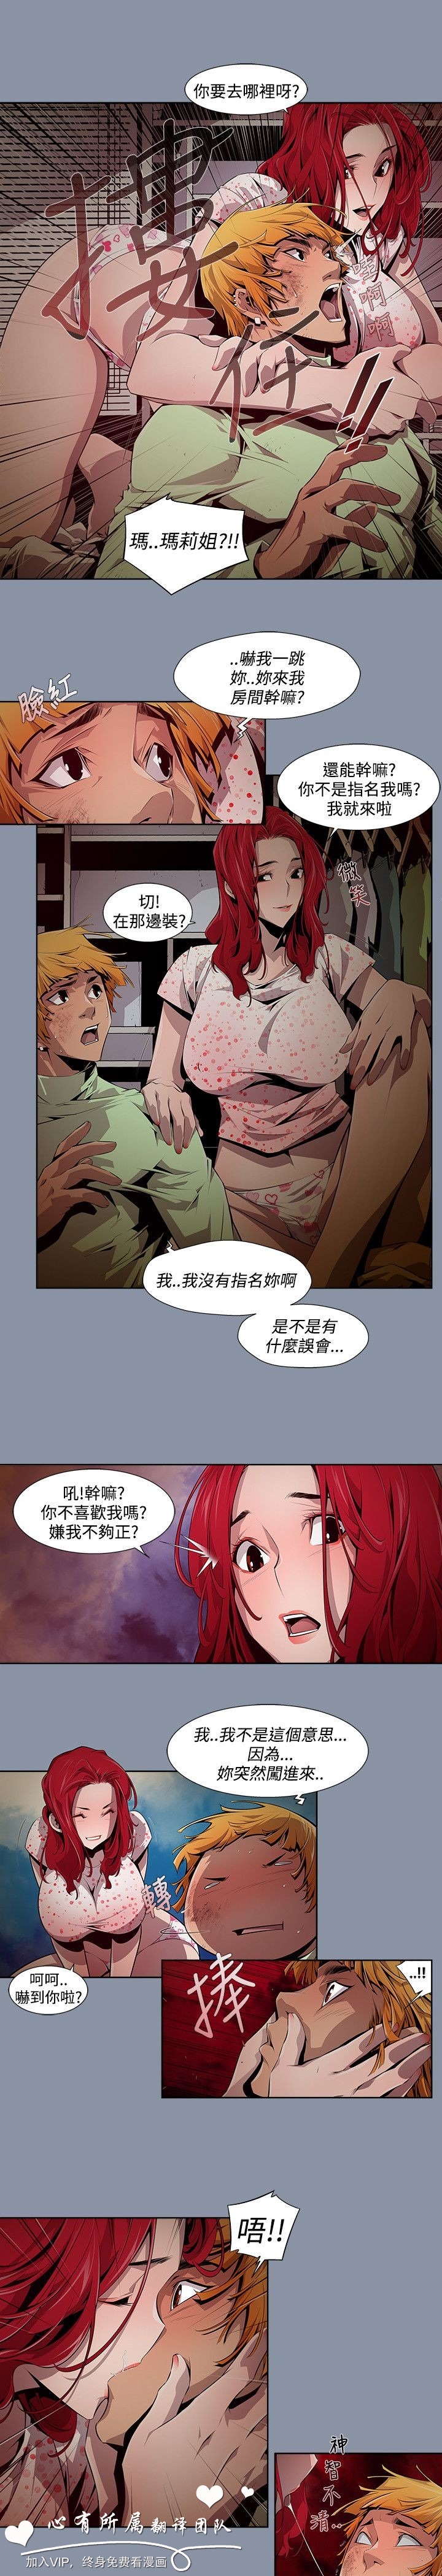 你要去哪裡呀?
摟
住
!!
哇
啊
啊
瑪..瑪莉姐?!!
..嚇我一跳
妳..妳來我
房間幹嘛?
臉紅
還能幹嘛?
你不是指名我嗎?
我就來啦
微
笑
切!
在那邊裝?
我..我沒有指名妳啊
是不是有
什麼誤會...
吼!幹嘛?
你不喜歡我嗎?
嫌我不夠正?
我..我不是這個意思...
因為...
妳突然闖進來..
轉
呵呵..
嚇到你啦?
捧
..!!
唔!!
神
智
不
清..
心有所属翻译团队
加入VIP，终身免费看漫画